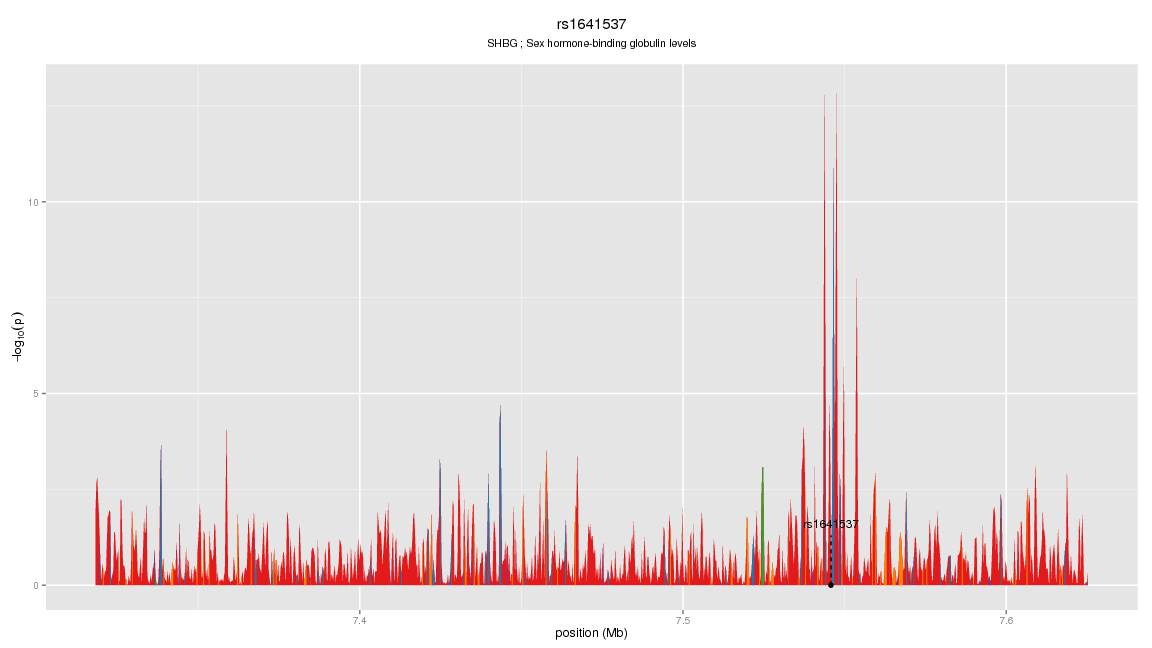 rs1641537
SHBG ; Sex hormone-binding globulin levels
10
5
0
−log10(p)
rs1641537
7.4
7.5
7.6
position (Mb)